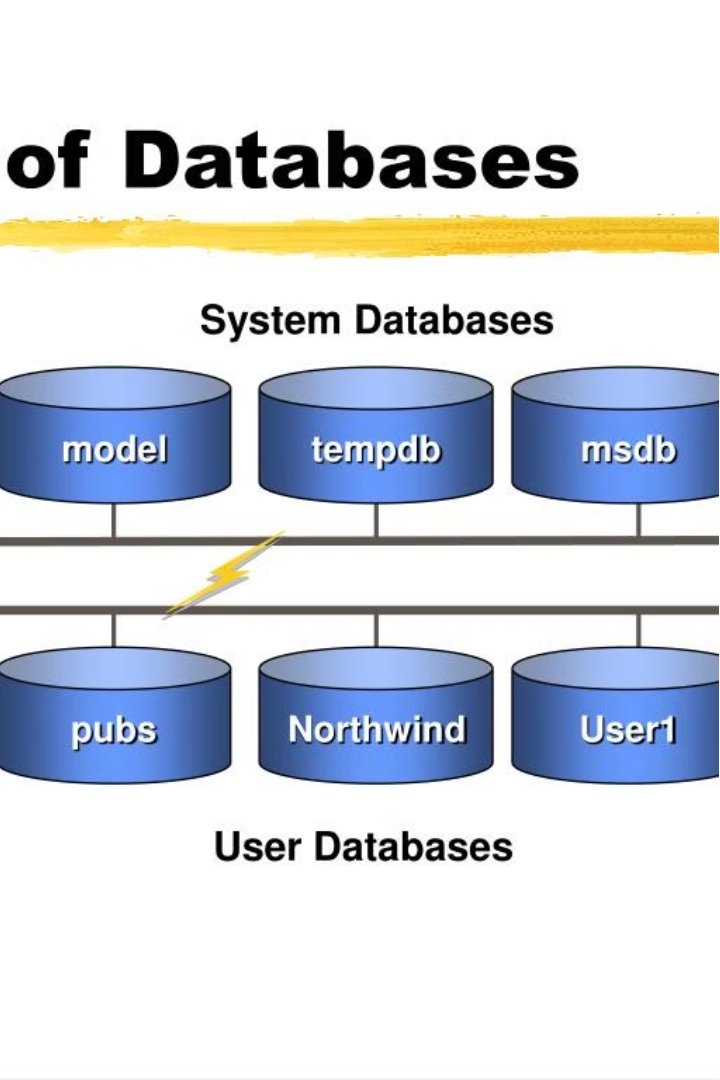 of Databases
System Databases
model tempdb msdb
pubs Northwind User1
User Databases